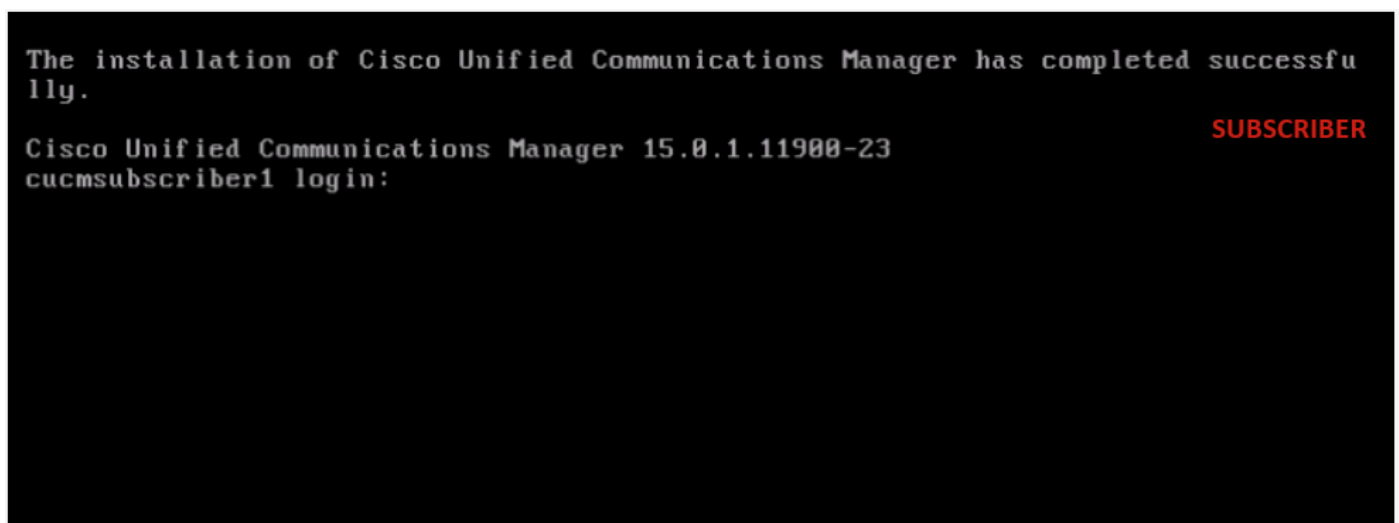 The installation of Cisco Unified Communications Manager has completed successfu
lly.
SUBSCRIBER
Cisco Unified Communications Manager 15.0.1.11900-23
cucmsubscriber1 login: